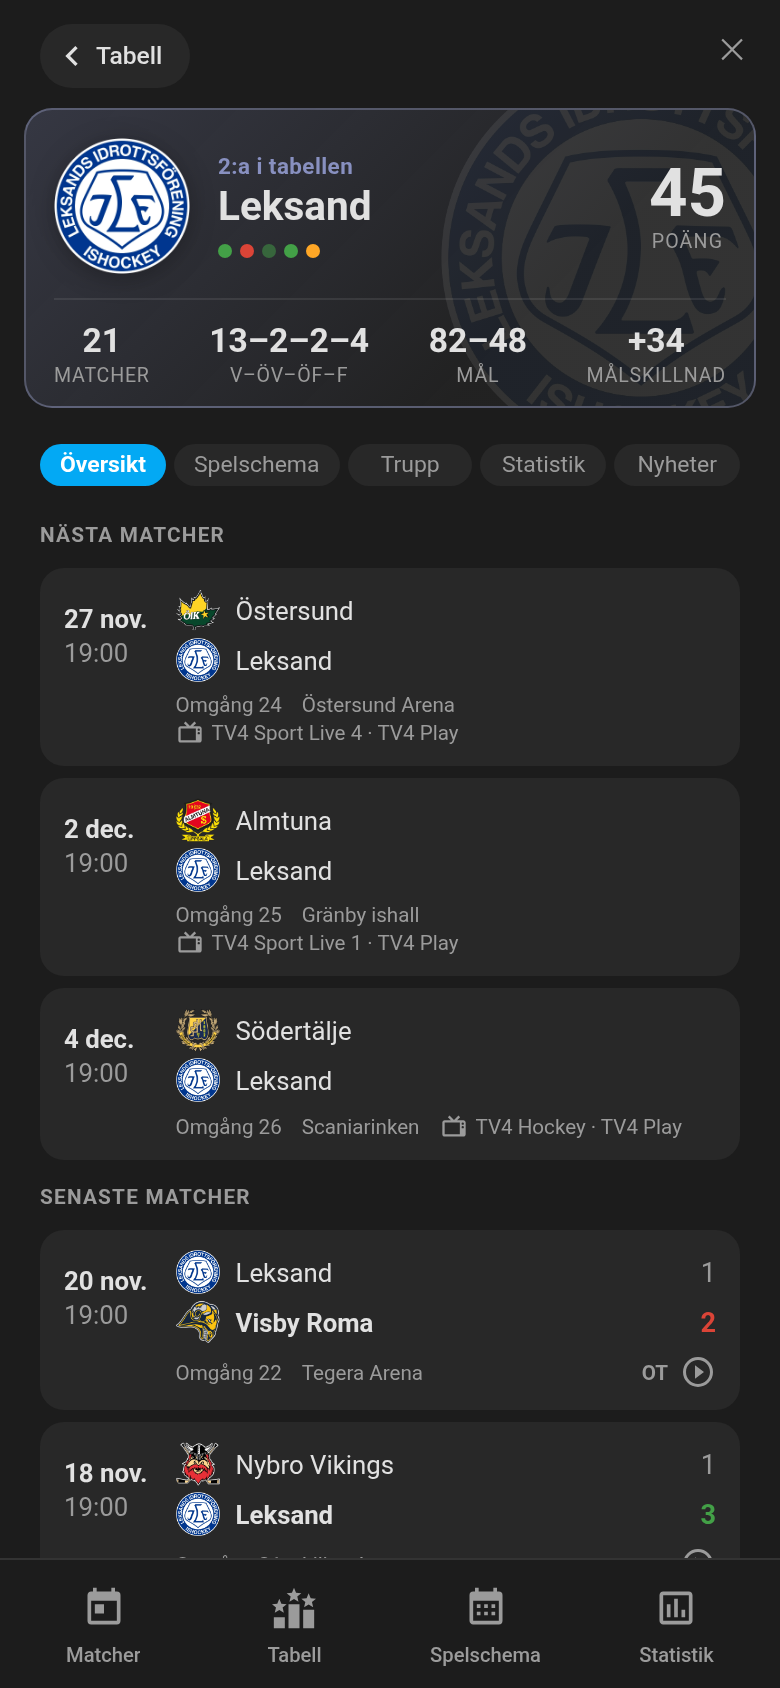 Tabell
LEKSANDS IDROTTSFÖRENING
ISHOCKEY
2:a i tabellen
Leksand
45
POÄNG
21
MATCHER
13–2–2–4
V–ÖV–ÖF–F
82–48
MÅL
+34
MÅLSKILLNAD
Översikt
Spelschema
Trupp
Statistik
Nyheter
NÄSTA MATCHER
27 nov.
19:00
Östersund
Leksand
Omgång 24 Östersund Arena
TV4 Sport Live 4 · TV4 Play
2 dec.
19:00
Almtuna
Leksand
Omgång 25 Gränby ishall
TV4 Sport Live 1 · TV4 Play
4 dec.
19:00
Södertälje
Leksand
Omgång 26 Scaniarinken TV4 Hockey · TV4 Play
SENASTE MATCHER
20 nov.
19:00
Leksand 1
Visby Roma 2
Omgång 22 Tegera Arena OT
18 nov.
19:00
Nybro Vikings 1
Leksand 3
Matcher
Tabell
Spelschema
Statistik